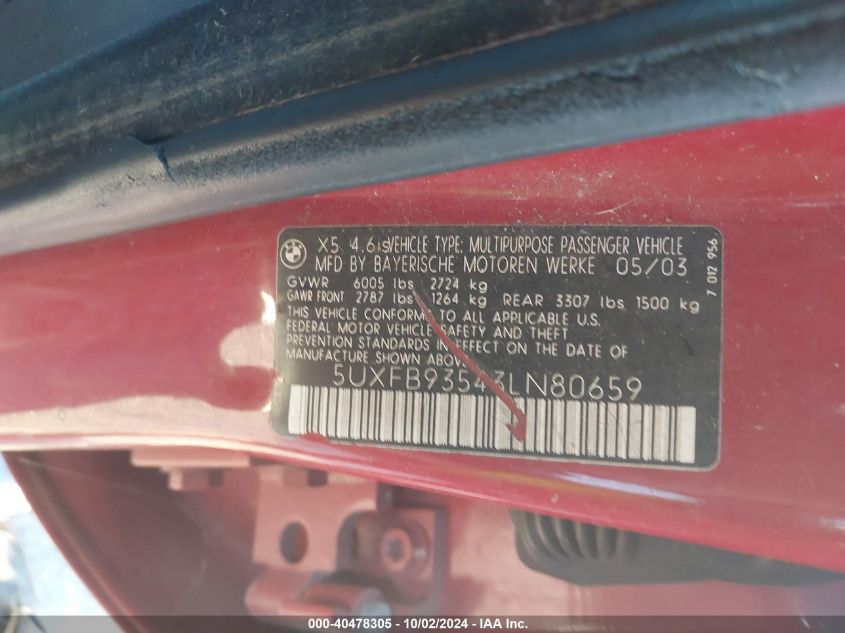 X5 4.6is VEHICLE TYPE: MULTIPURPOSE PASSENGER VEHICLE
MFD BY BAYERISCHE MOTOREN WERKE 05/03
GVWR 6005 lbs 2724 kg
GAWR FRONT 2787 lbs 1264 kg REAR 3307 lbs 1500 kg
THIS VEHICLE CONFORMS TO ALL APPLICABLE U.S.
FEDERAL MOTOR VEHICLE SAFETY AND THEFT
PREVENTION STANDARDS IN EFFECT ON THE DATE OF
MANUFACTURE SHOWN ABOVE
5UXFB93543LN80659
7 012 956
000-40478305 - 10/02/2024 - IAA Inc.